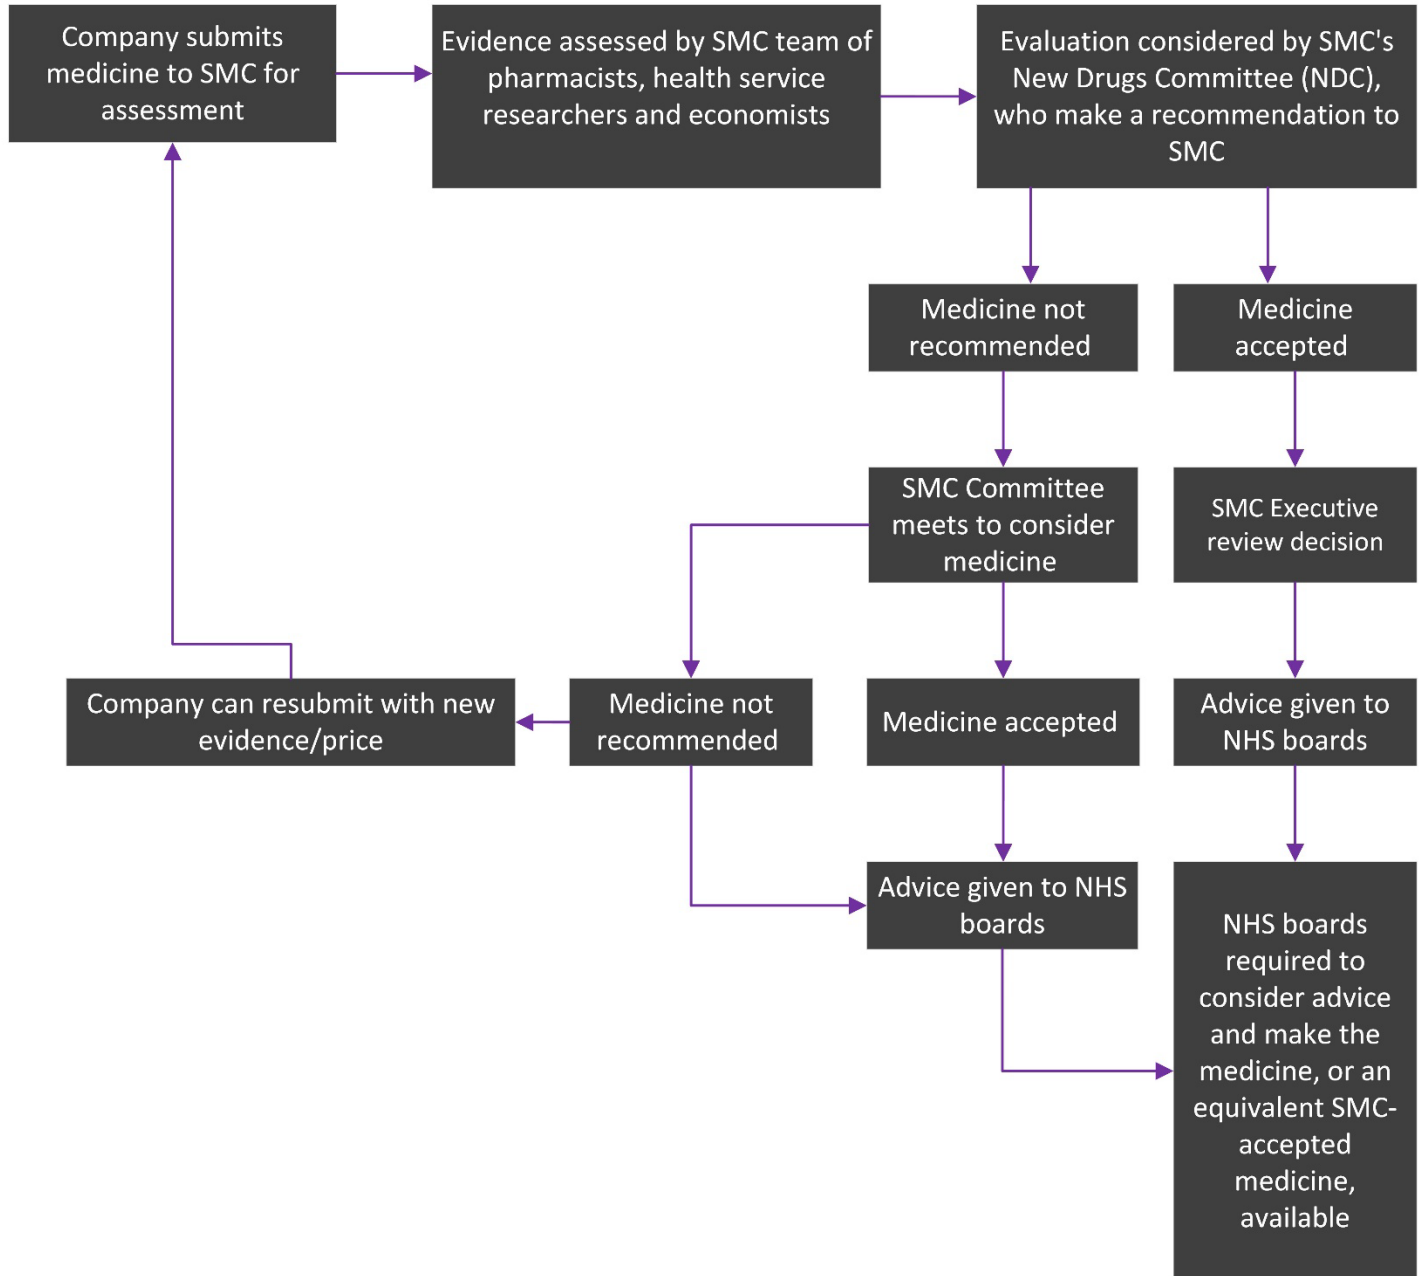 Company submits
medicine to SMC for
assessment
Evidence assessed by SMC team of
pharmacists, health service
researchers and economists
Evaluation considered by SMC's
New Drugs Committee (NDC),
who make a recommendation to
SMC
Medicine not
recommended
Medicine
accepted
SMC Committee
meets to consider
medicine
SMC Executive
review decision
Company can resubmit with new
evidence/price
Medicine not
recommended
Medicine accepted
Advice given to
NHS boards
Advice given to NHS
boards
NHS boards
required to
consider advice
and make the
medicine, or an
equivalent SMC-
accepted
medicine,
available